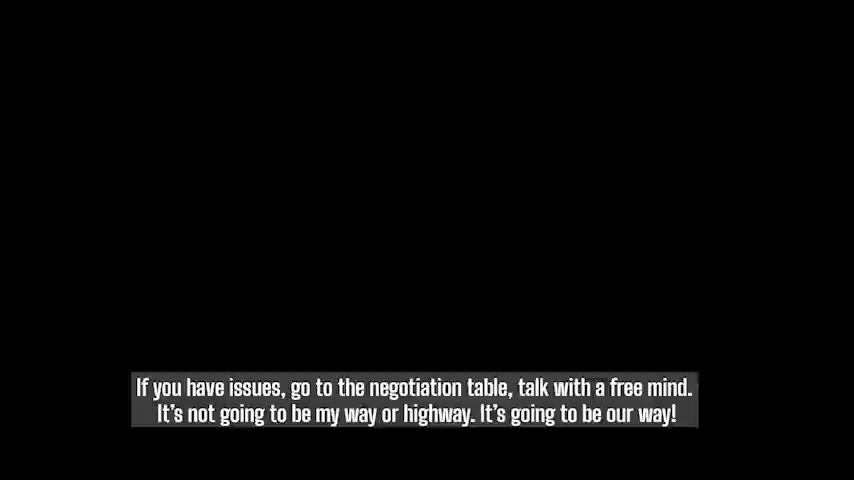 If you have issues, go to the negotiation table, talk with a free mind.
It's not going to be my way or highway. It's going to be our way!